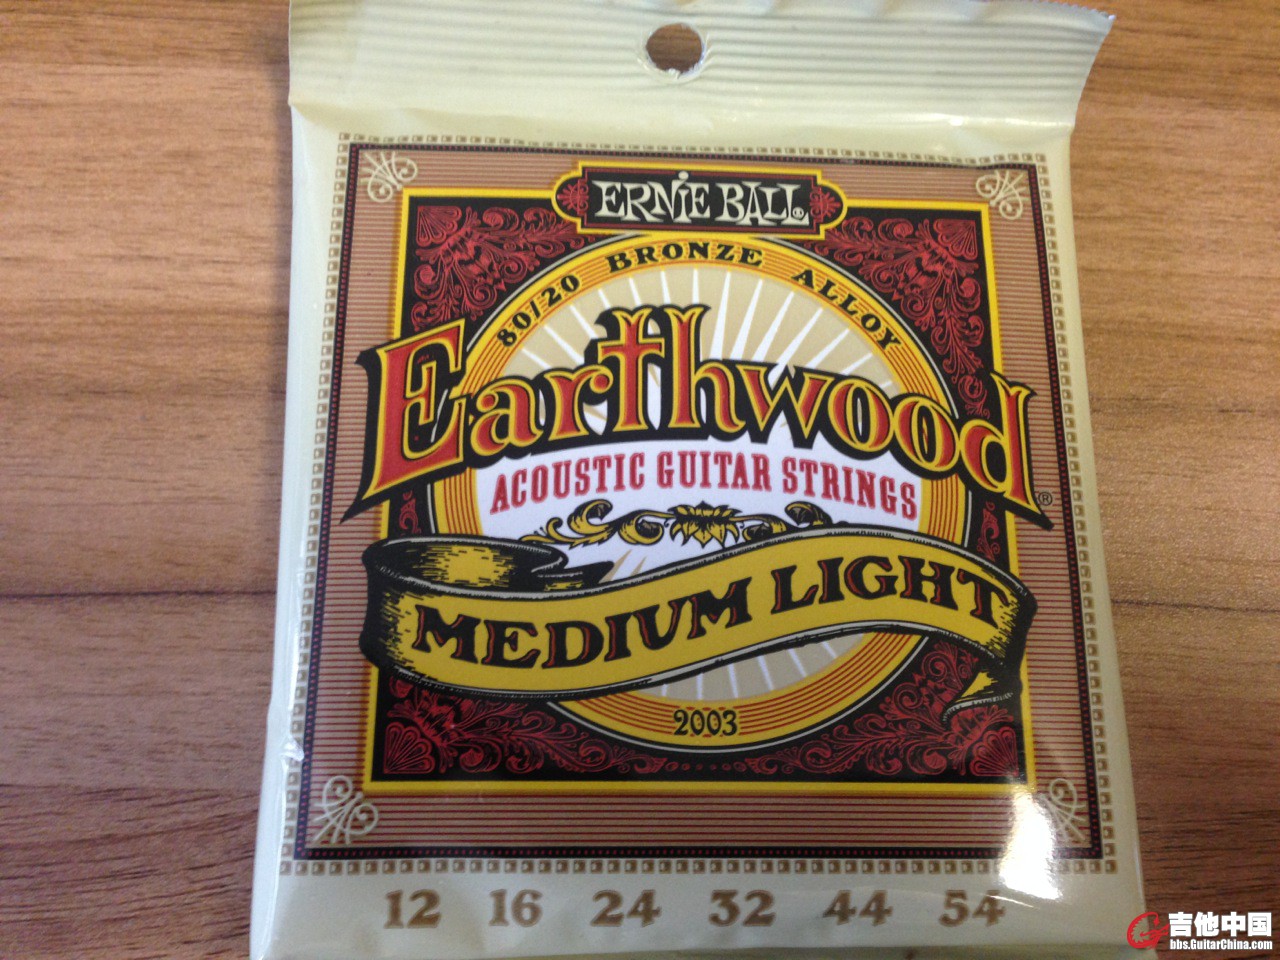 ERNIE BALL
80/20 BRONZE ALLOY
Earthwood®
ACOUSTIC GUITAR STRINGS
MEDIUM LIGHT
2003
12 16 24 32 44 54
吉他中国
bbs.GuitarChina.com